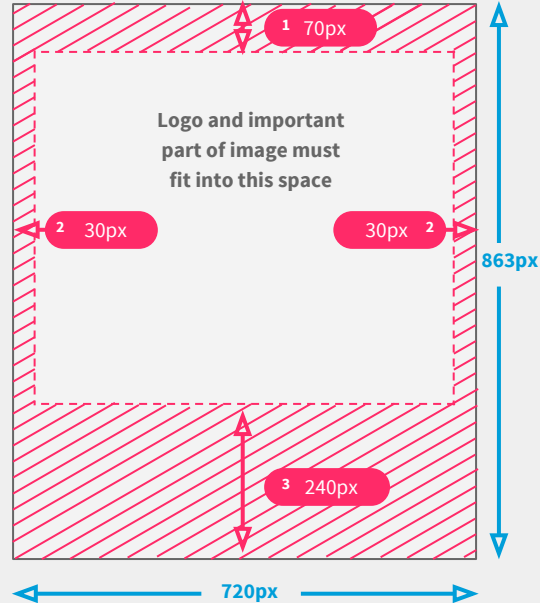 1 70px
Logo and important
part of image must
fit into this space
2 30px
30px 2
863px
3 240px
720px